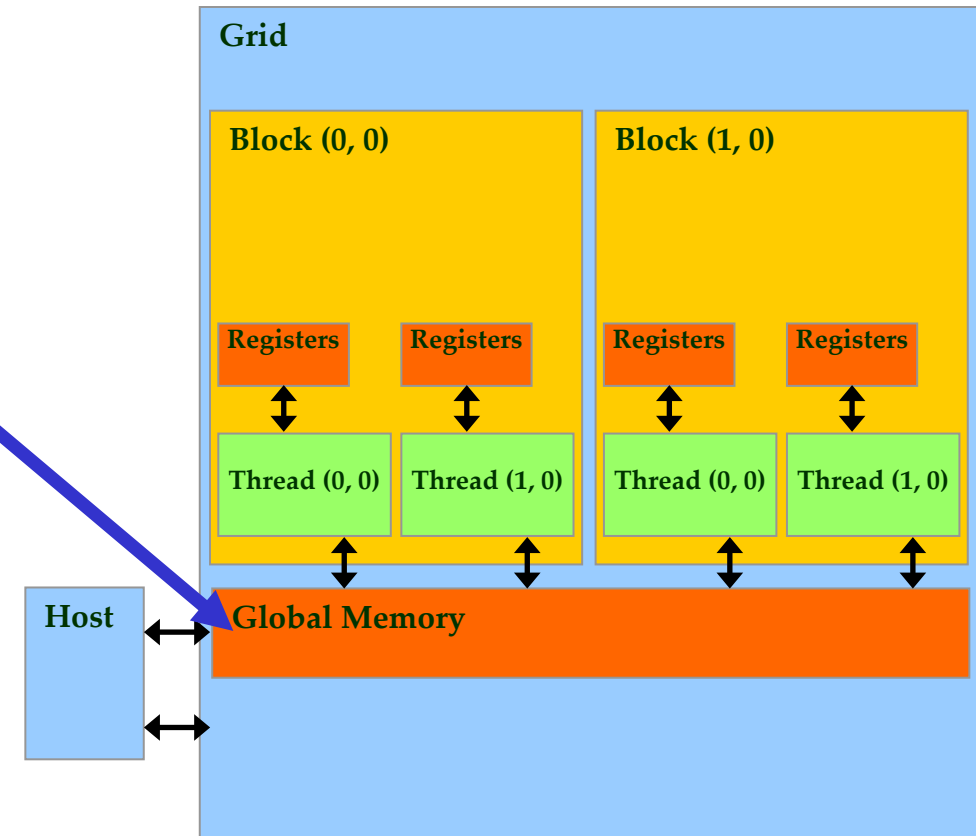 Grid
Block (0, 0)
Block (1, 0)
Registers
Registers
Registers
Registers
Thread (0, 0)
Thread (1, 0)
Thread (0, 0)
Thread (1, 0)
Host
Global Memory